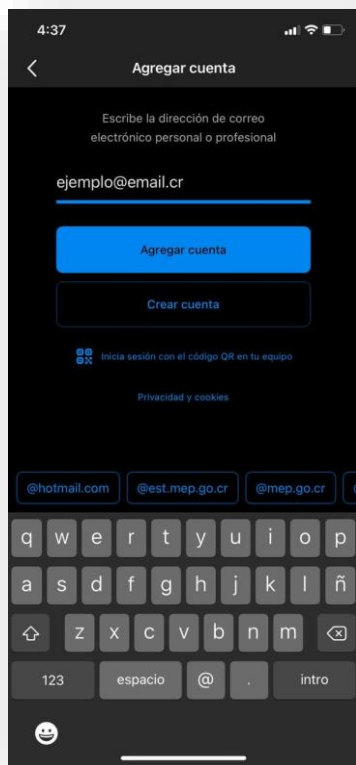 4:37
Agregar cuenta
Escribe la dirección de correo
electrónico personal o profesional
ejemplo@email.cr
Agregar cuenta
Crear cuenta
Inicia sesión con el código QR en tu equipo
Privacidad y cookies
@hotmail.com @est.mep.go.cr @mep.go.cr
q w e r t y u i o p
a s d f g h j k l ñ
z x c v b n m
123 espacio @ . intro